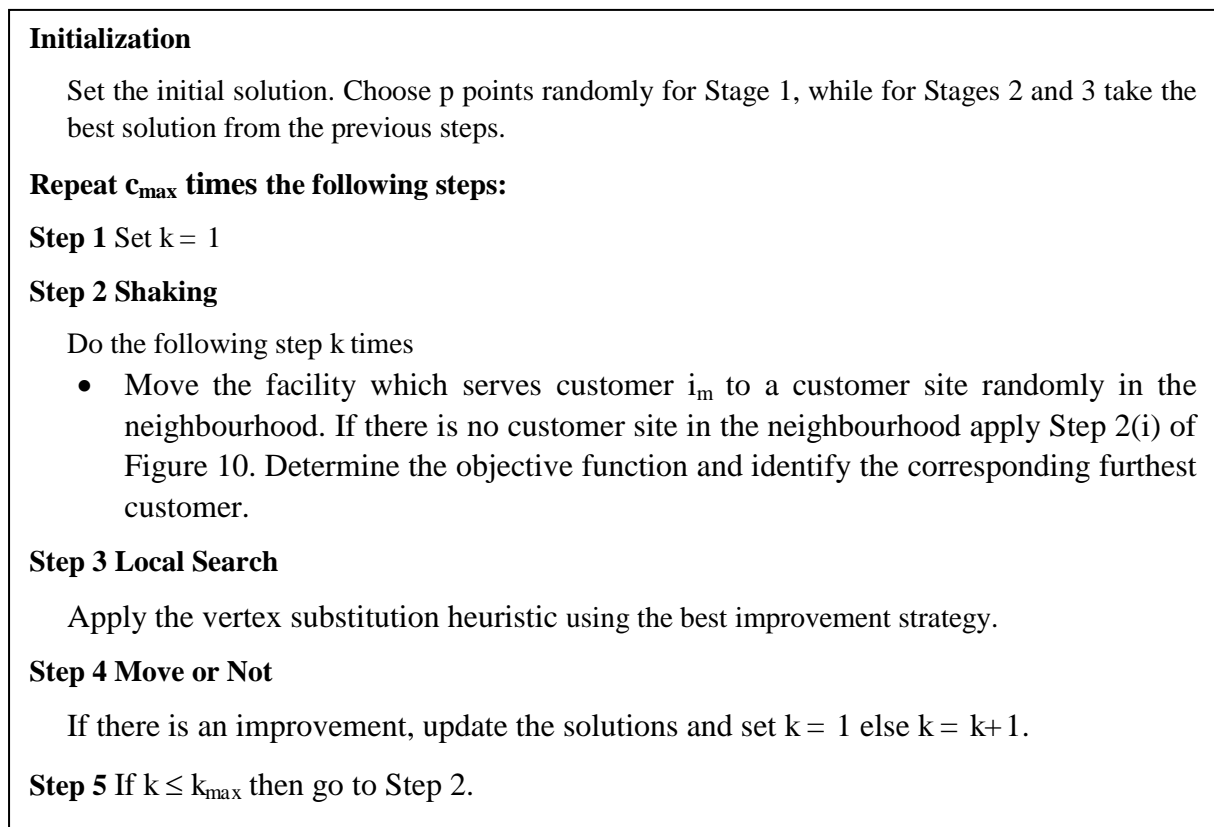 Initialization
Set the initial solution. Choose p points randomly for Stage 1, while for Stages 2 and 3 take the
best solution from the previous steps.
Repeat cmax times the following steps:
Step 1 Set k = 1
Step 2 Shaking
Do the following step k times
• Move the facility which serves customer im to a customer site randomly in the
neighbourhood. If there is no customer site in the neighbourhood apply Step 2(i) of
Figure 10. Determine the objective function and identify the corresponding furthest
customer.
Step 3 Local Search
Apply the vertex substitution heuristic using the best improvement strategy.
Step 4 Move or Not
If there is an improvement, update the solutions and set k = 1 else k = k+1.
Step 5 If k ≤ kmax then go to Step 2.